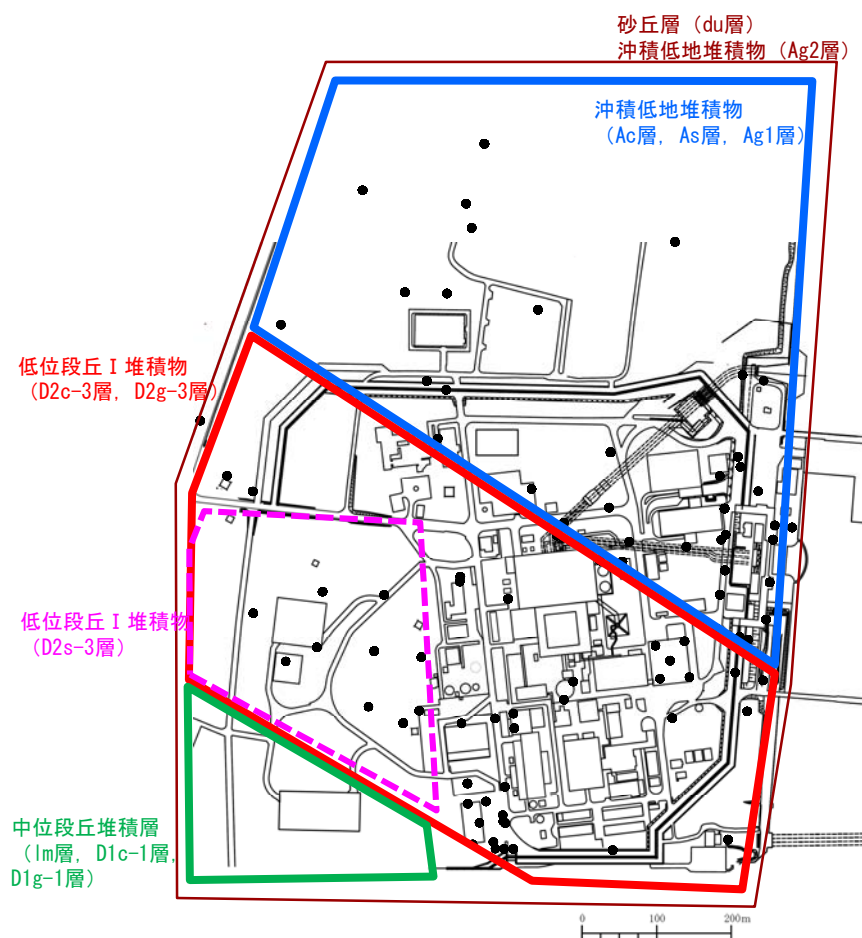 砂丘層（du層）
沖積低地堆積物（Ag2層）
沖積低地堆積物
（Ac層, As層, Ag1層）
低位段丘Ⅰ堆積物
（D2c-3層, D2g-3層）
低位段丘Ⅰ堆積物
（D2s-3層）
中位段丘堆積層
（lm層, D1c-1層,
D1g-1層）
0 100 200m